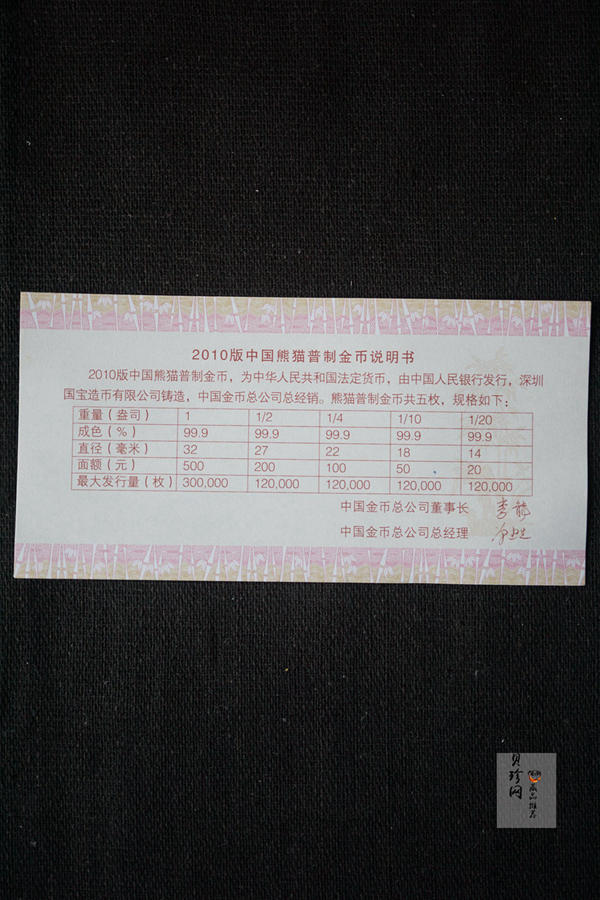 2010版中国熊猫普制金币说明书
2010版中国熊猫普制金币，为中华人民共和国法定货币，由中国人民银行发行，深圳
国宝造币有限公司铸造，中国金币总公司总经销。熊猫普制金币共五枚，规格如下：
重量（盎司） 1 1/2 1/4 1/10 1/20
成色（%） 99.9 99.9 99.9 99.9 99.9
直径（毫米） 32 27 22 18 14
面额（元） 500 200 100 50 20
最大发行量（枚） 300,000 120,000 120,000 120,000 120,000
中国金币总公司董事长
中国金币总公司总经理
贝珍网
藏品推荐